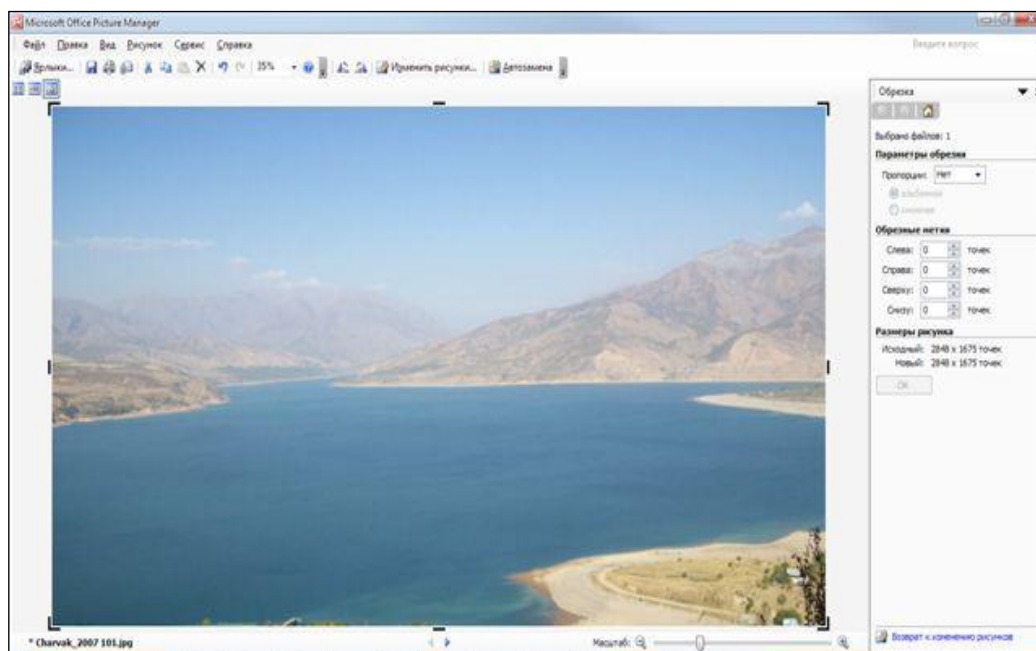 Microsoft Office Picture Manager
Файл Правка Вид Рисунок Сервис Справка
Введите вопрос
Ярлыки... 35% Изменить рисунки... Автозамена
Обрезка
Выбрано файлов: 1
Параметры обрезки
Пропорции: Нет
альбомная
книжная
Обрезные метки
Слева: 0 точек
Справа: 0 точек
Сверху: 0 точек
Снизу: 0 точек
Размеры рисунка
Исходный: 2848 x 1675 точек
Новый: 2848 x 1675 точек
OK
* Charvak_2007 101.jpg
Масштаб:
Возврат к изменению рисунков